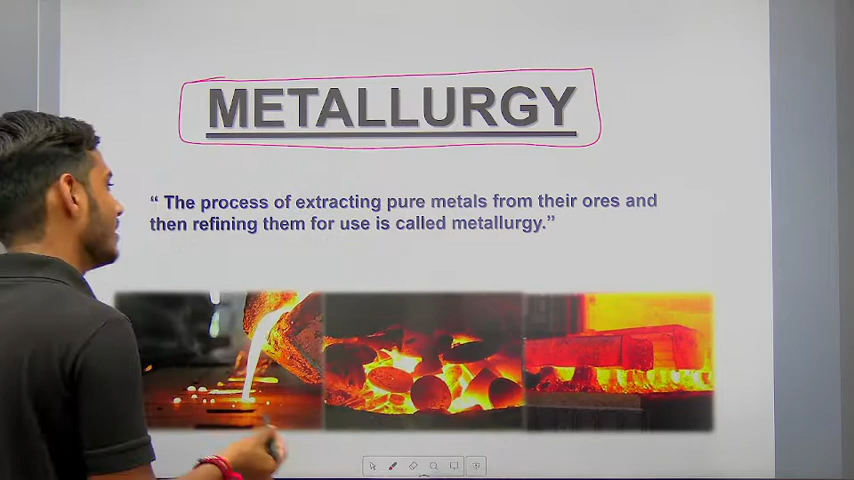 METALLURGY
“ The process of extracting pure metals from their ores and
then refining them for use is called metallurgy.”